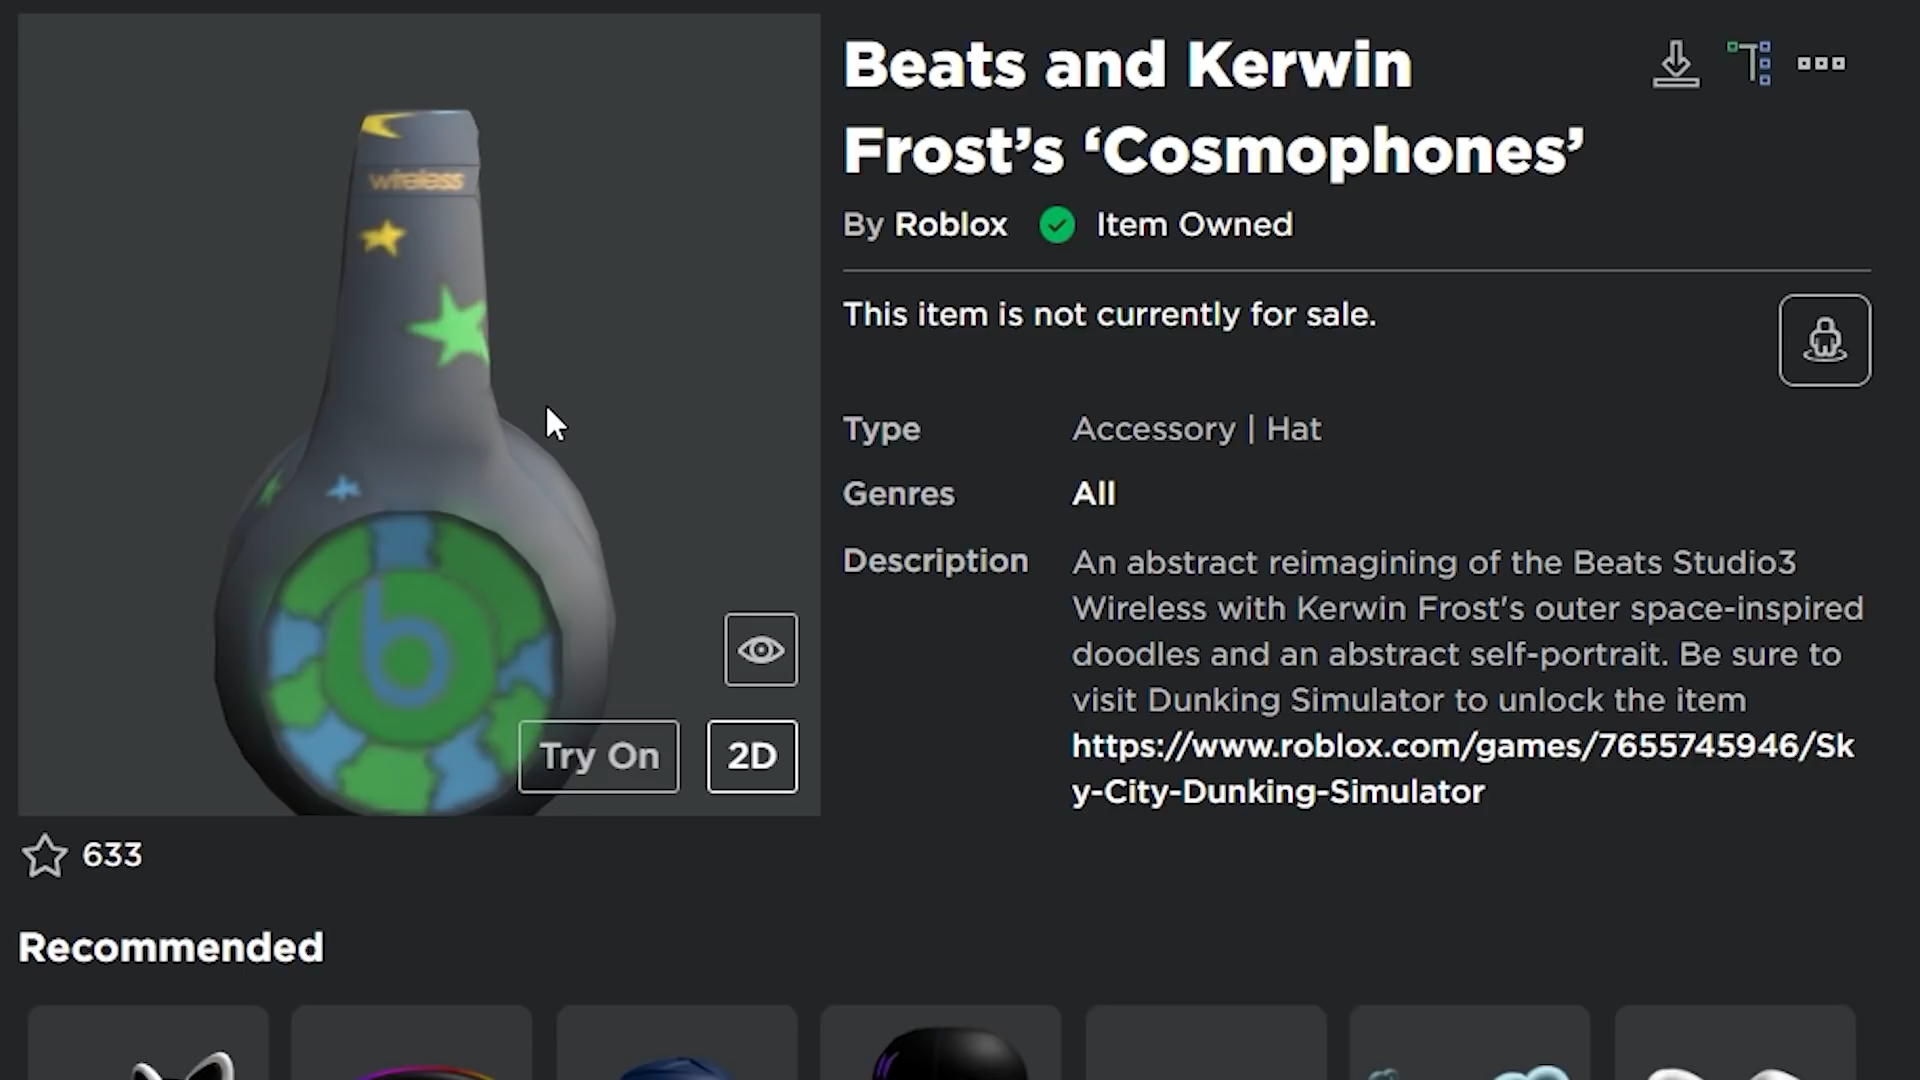 Beats and Kerwin
Frost’s ‘Cosmophones’
By Roblox Item Owned
This item is not currently for sale.
Type Accessory | Hat
Genres All
Description An abstract reimagining of the Beats Studio3
Wireless with Kerwin Frost's outer space-inspired
doodles and an abstract self-portrait. Be sure to
visit Dunking Simulator to unlock the item
https://www.roblox.com/games/7655745946/Sk
y-City-Dunking-Simulator
wireless
b
Try On 2D
633
Recommended